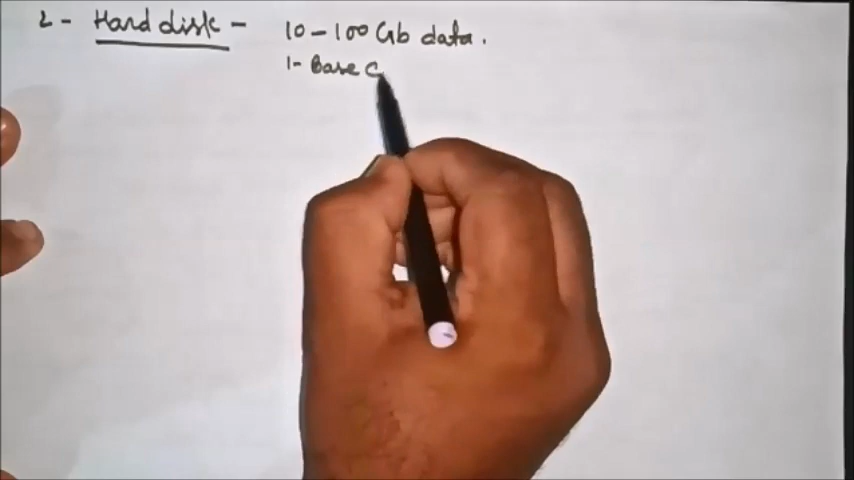 2- Hard disk - 10-100 Gb data.
1- Base c